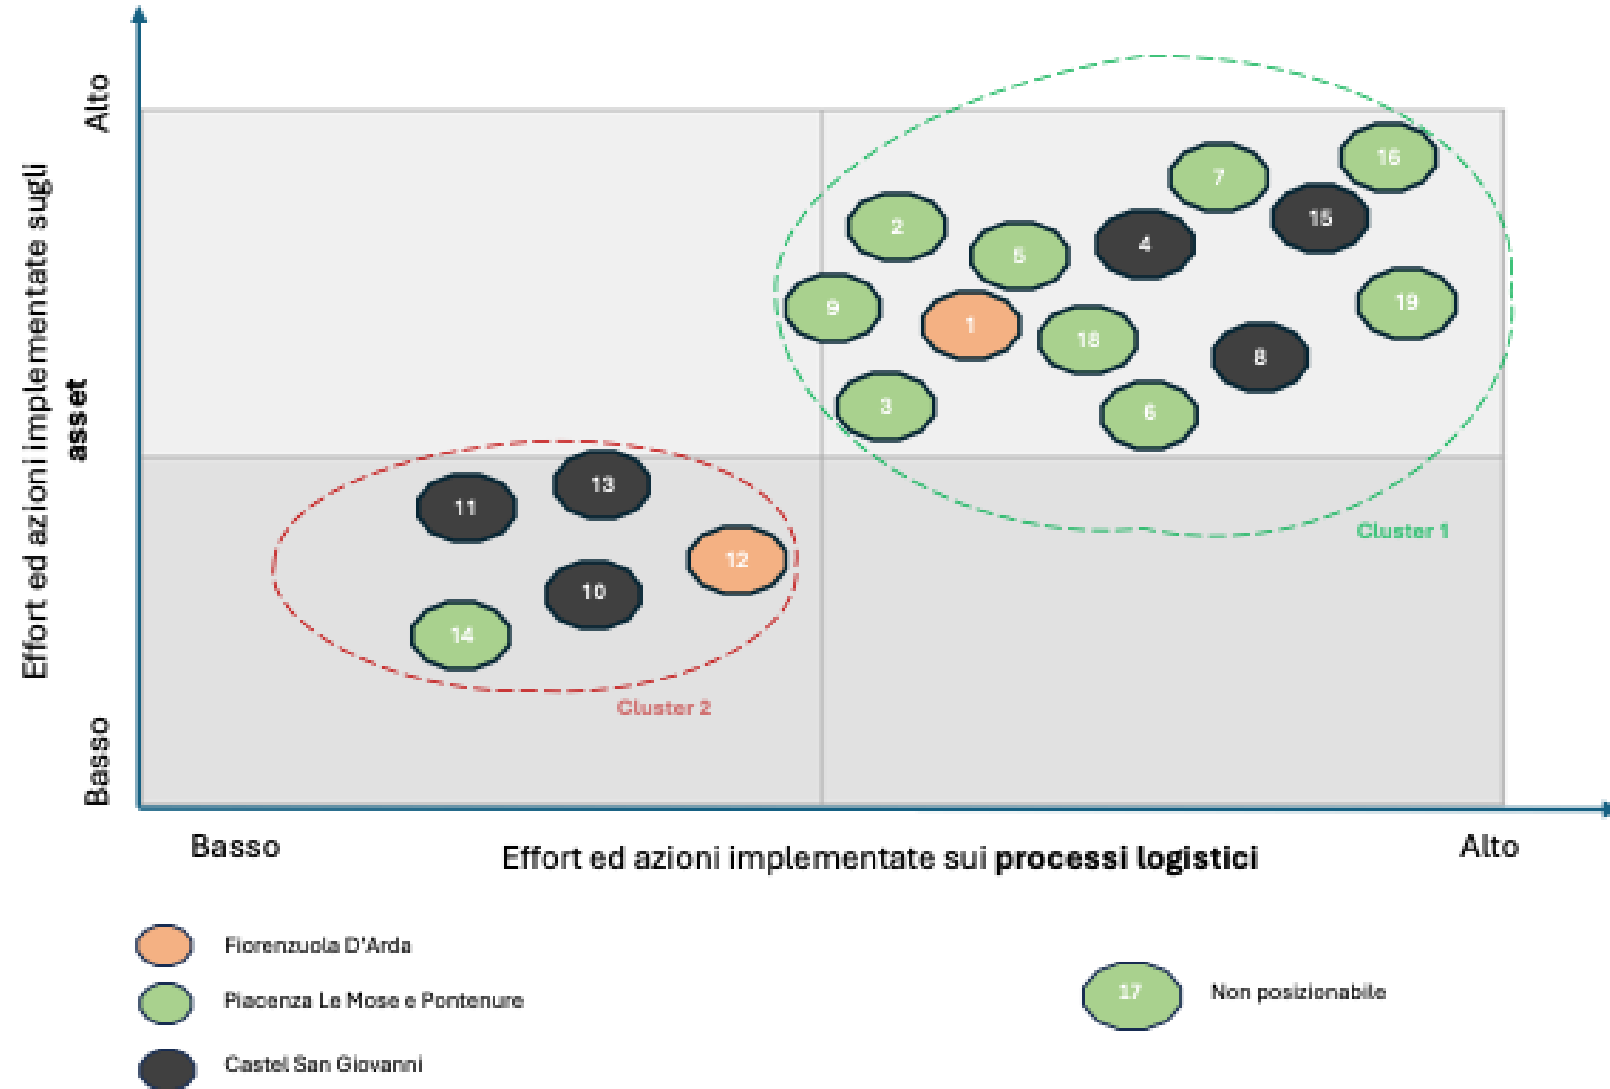 Alto
Effort ed azioni implementate sugli
asset
Basso
16
7
15
2
4
5
19
9
1
18
8
3
6
13
11
Cluster 1
12
10
14
Cluster 2
Basso
Effort ed azioni implementate sui processi logistici
Alto
Fiorenzuola D'Arda
Piacenza Le Mose e Pontenure
Castel San Giovanni
17
Non posizionabile